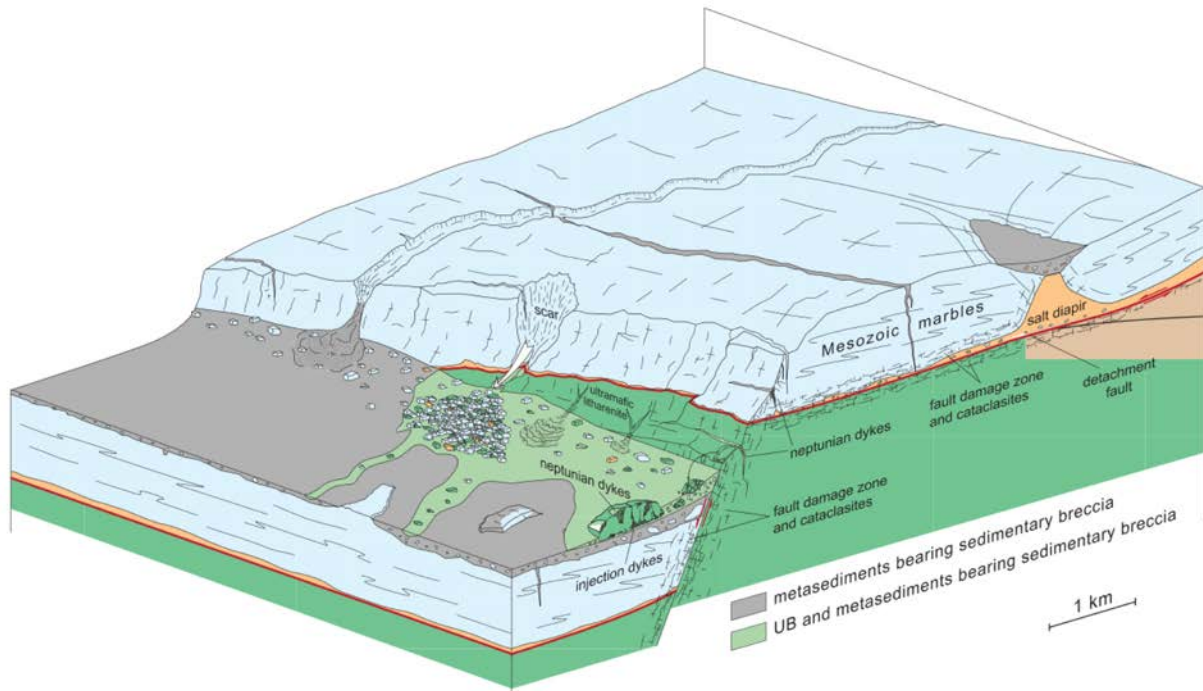 scar
Mesozoic marbles
salt diapir
ultramafic
litharenite
detachment
fault
fault damage zone
and cataclasites
neptunian dykes
neptunian dykes
fault damage zone
and cataclasites
injection dykes
metasediments bearing sedimentary breccia
UB and metasediments bearing sedimentary breccia
1 km